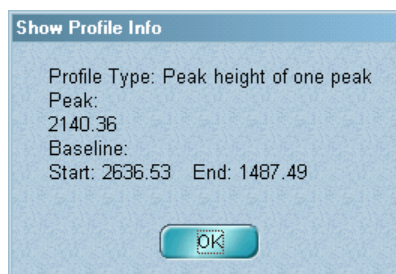 Show Profile Info
Profile Type: Peak height of one peak
Peak:
2140.36
Baseline:
Start: 2636.53 End: 1487.49
OK